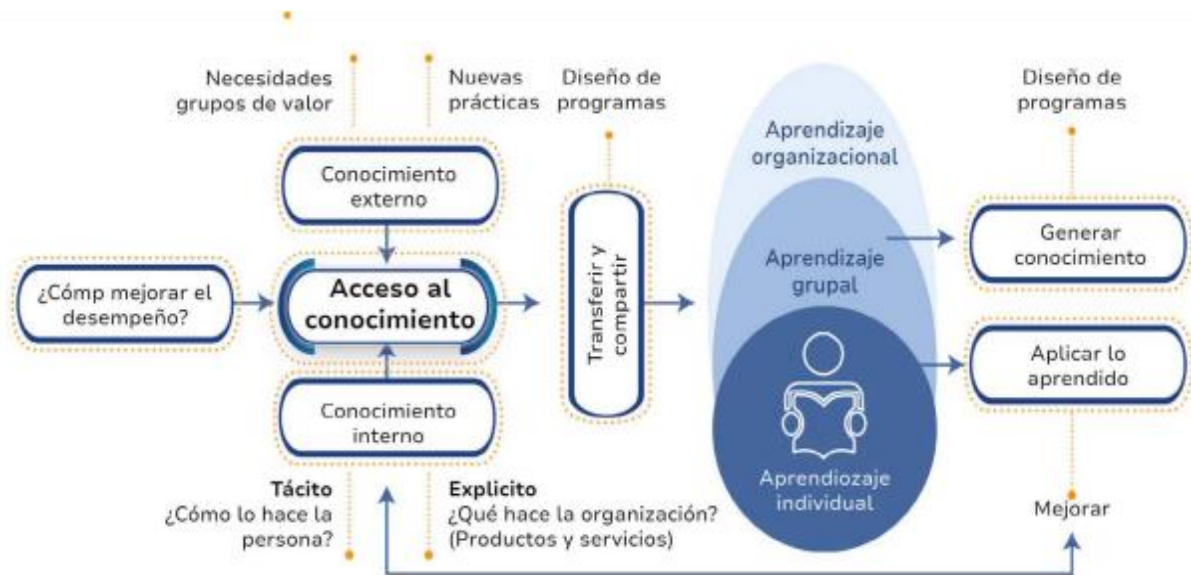 Necesidades
grupos de valor
Nuevas
prácticas
Diseño de
programas
Diseño de
programas
Conocimiento
externo
Aprendizaje
organizacional
¿Cómp mejorar el
desempeño?
Acceso al
conocimiento
Transferir y
compartir
Aprendizaje
grupal
Generar
conocimiento
Aplicar lo
aprendido
Conocimiento
interno
Aprendiozaje
individual
Tácito
¿Cómo lo hace la
persona?
Explicito
¿Qué hace la organización?
(Productos y servicios)
Mejorar